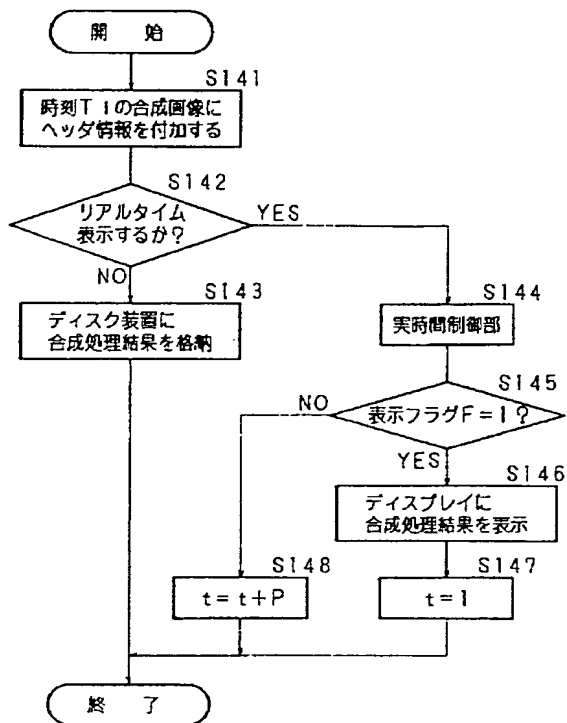 開 始
S141
時刻Tiの合成画像に
ヘッダ情報を付加する
S142
リアルタイム
表示するか?
YES
NO
S143
ディスク装置に
合成処理結果を格納
S144
実時間制御部
S145
表示フラグF=1?
NO
YES
S146
ディスプレイに
合成処理結果を表示
S148
t=t+P
S147
t=1
終 了